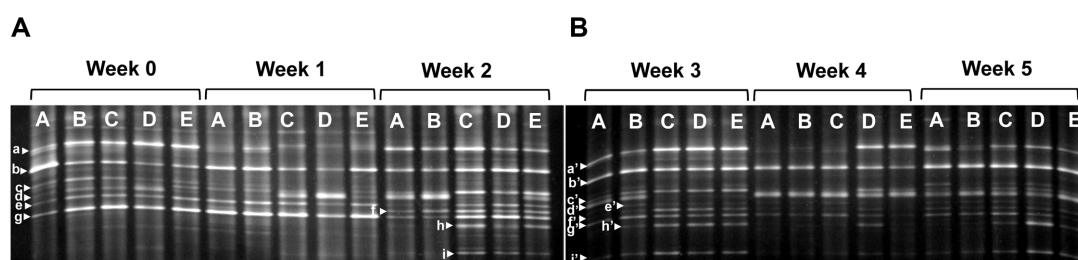 A B
Week 0 Week 1 Week 2 Week 3 Week 4 Week 5
A B C D E A B C D E A B C D E A B C D E A B C D E A B C D E
a
b
c
d
e
g
f
h
i
a'
b'
c'
d'
e'
f'
g'
h'
i'